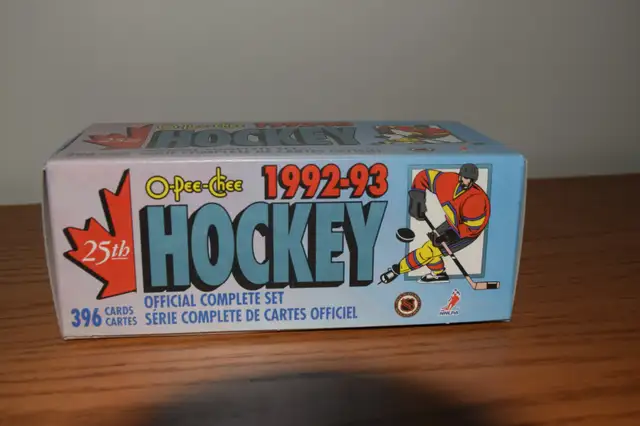 O-Pee-Chee 1992-93
HOCKEY
25th
396 CARDS
CARTES
OFFICIAL COMPLETE SET
SÉRIE COMPLETE DE CARTES OFFICIEL
HOCKEY